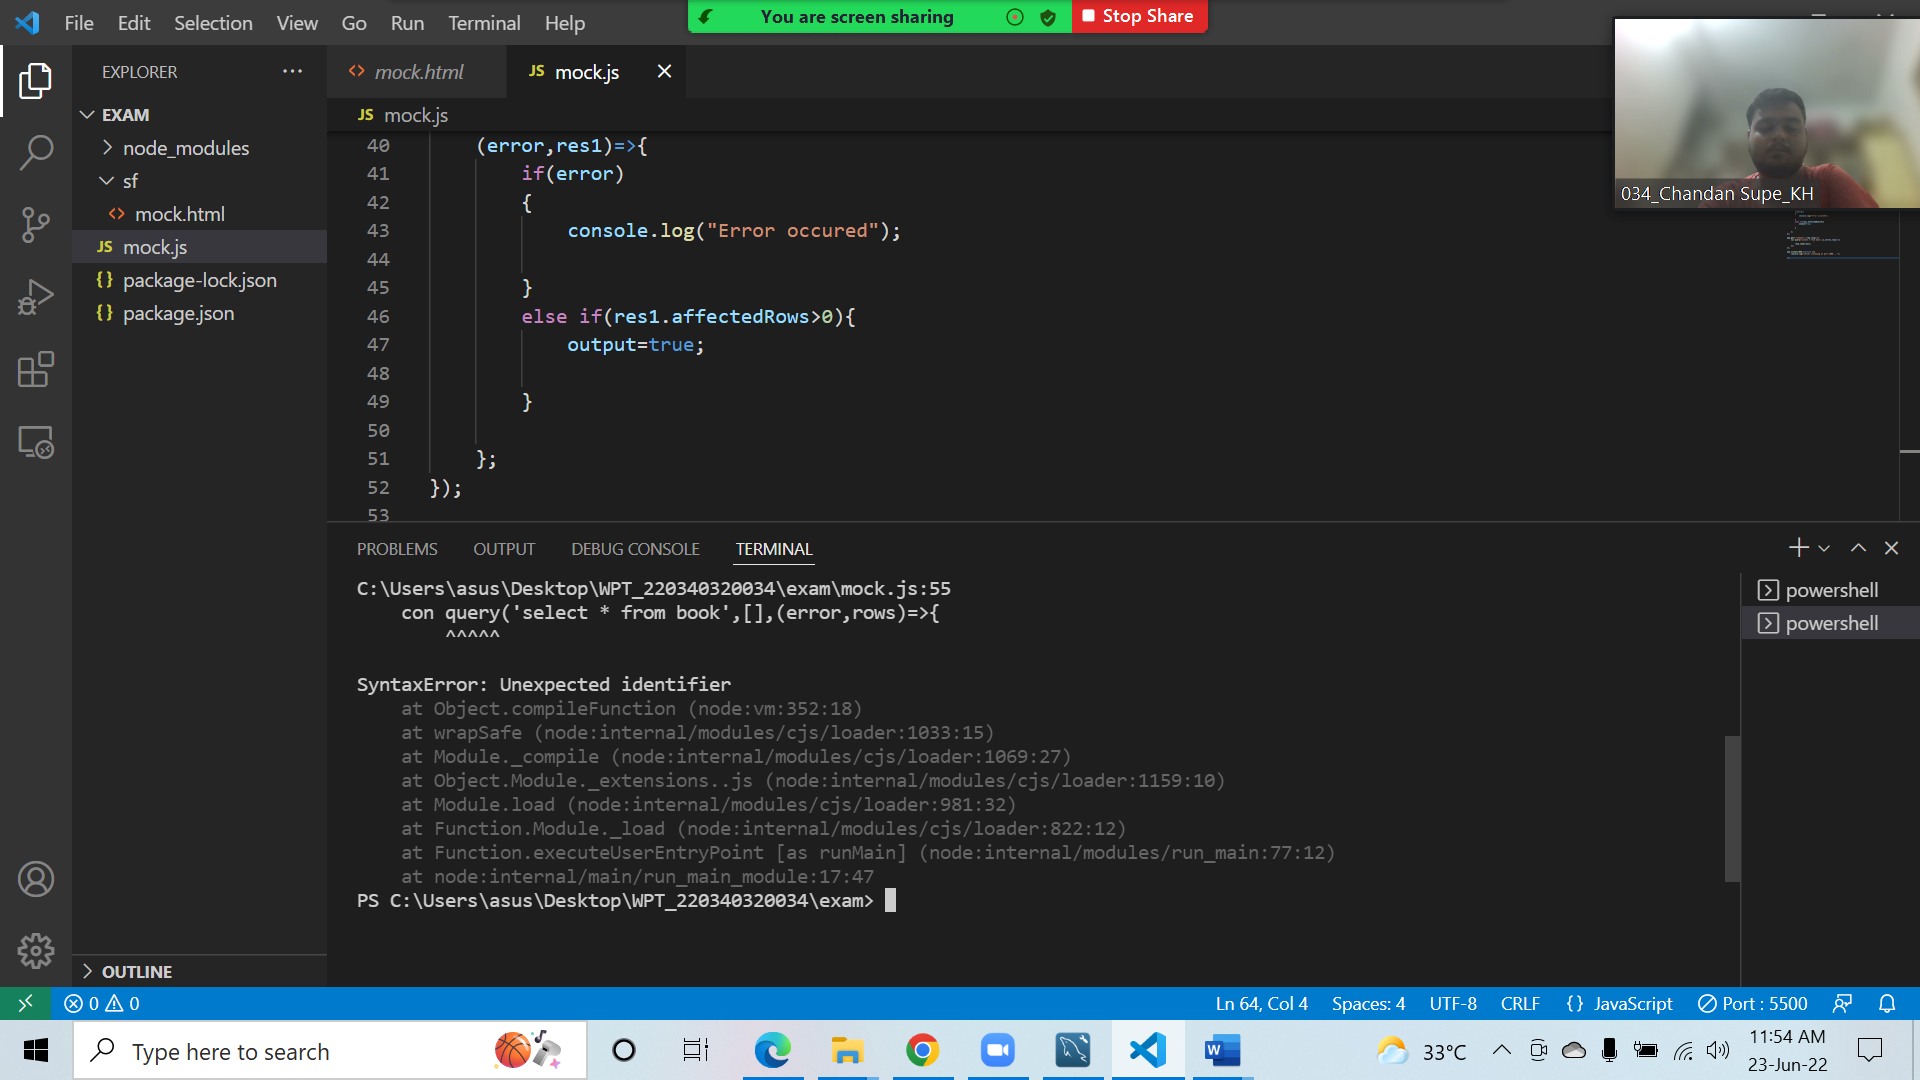 File Edit Selection View Go Run Terminal Help
You are screen sharing
Stop Share
EXPLORER
mock.html
JS mock.js
034_Chandan Supe_KH
EXAM
node_modules
sf
mock.html
JS mock.js
{} package-lock.json
{} package.json
JS mock.js
40 (error,res1)=>{
41 if(error)
42 {
43 console.log("Error occured");
44
45 }
46 else if(res1.affectedRows>0){
47 output=true;
48
49 }
50
51 };
52 });
53
PROBLEMS OUTPUT DEBUG CONSOLE TERMINAL
C:\Users\asus\Desktop\WPT_220340320034\exam\mock.js:55
con query('select * from book',[],(error,rows)=>{
^^^^^
SyntaxError: Unexpected identifier
at Object.compileFunction (node:vm:352:18)
at wrapSafe (node:internal/modules/cjs/loader:1033:15)
at Module._compile (node:internal/modules/cjs/loader:1069:27)
at Object.Module._extensions..js (node:internal/modules/cjs/loader:1159:10)
at Module.load (node:internal/modules/cjs/loader:981:32)
at Function.Module._load (node:internal/modules/cjs/loader:822:12)
at Function.executeUserEntryPoint [as runMain] (node:internal/modules/run_main:77:12)
at node:internal/main/run_main_module:17:47
PS C:\Users\asus\Desktop\WPT_220340320034\exam>
powershell
powershell
OUTLINE
0 0
Ln 64, Col 4 Spaces: 4 UTF-8 CRLF {} JavaScript Port : 5500
Type here to search
33°C
11:54 AM
23-Jun-22